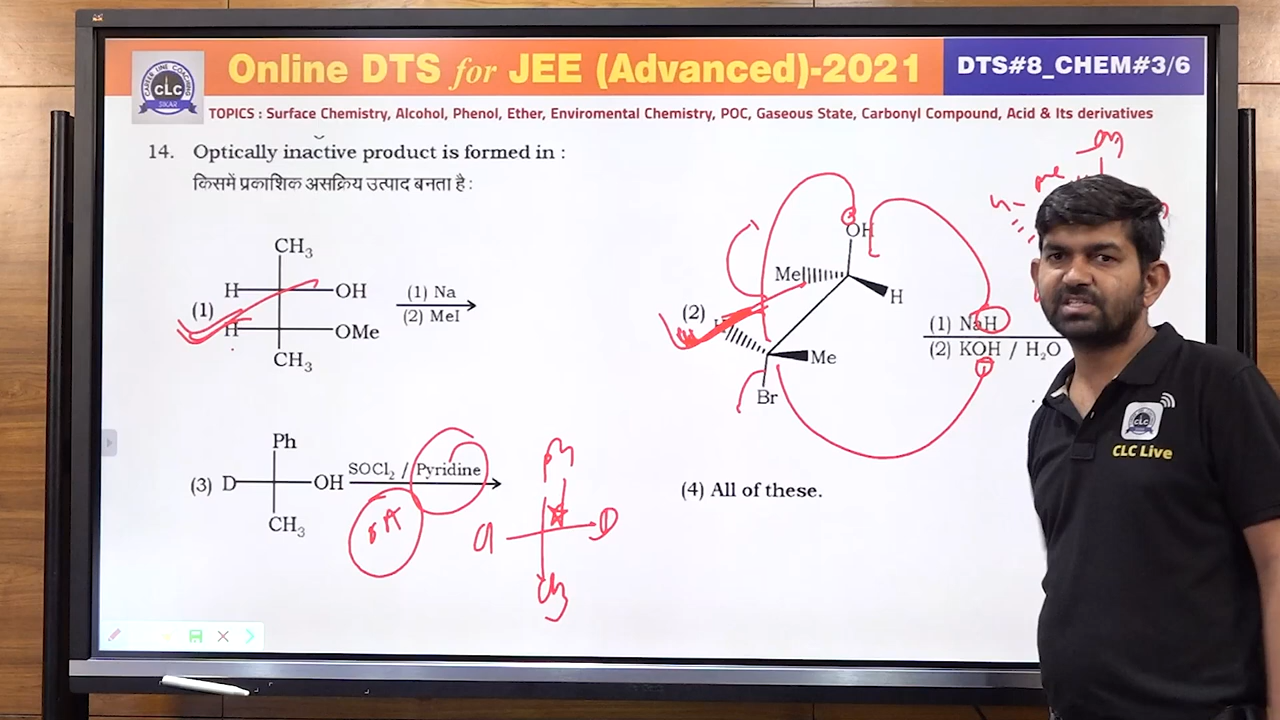 Online DTS for JEE (Advanced)-2021
DTS#8_CHEM#3/6
CAREER LINE COACHING
CLC
SIKAR
TOPICS : Surface Chemistry, Alcohol, Phenol, Ether, Enviromental Chemistry, POC, Gaseous State, Carbonyl Compound, Acid & Its derivatives
14. Optically inactive product is formed in :
किसमें प्रकाशिक असक्रिय उत्पाद बनता है :
(1)
CH₃
H OH
H OMe
CH₃
(1) Na
(2) MeI
(2)
OH
Me
H
H
Me
Br
(1) NaH
(2) KOH / H₂O
(3)
Ph
D OH
CH₃
SOCl₂ / Pyridine
Ph
Cl D
CH₃
(4) All of these.
CLC
CLC Live